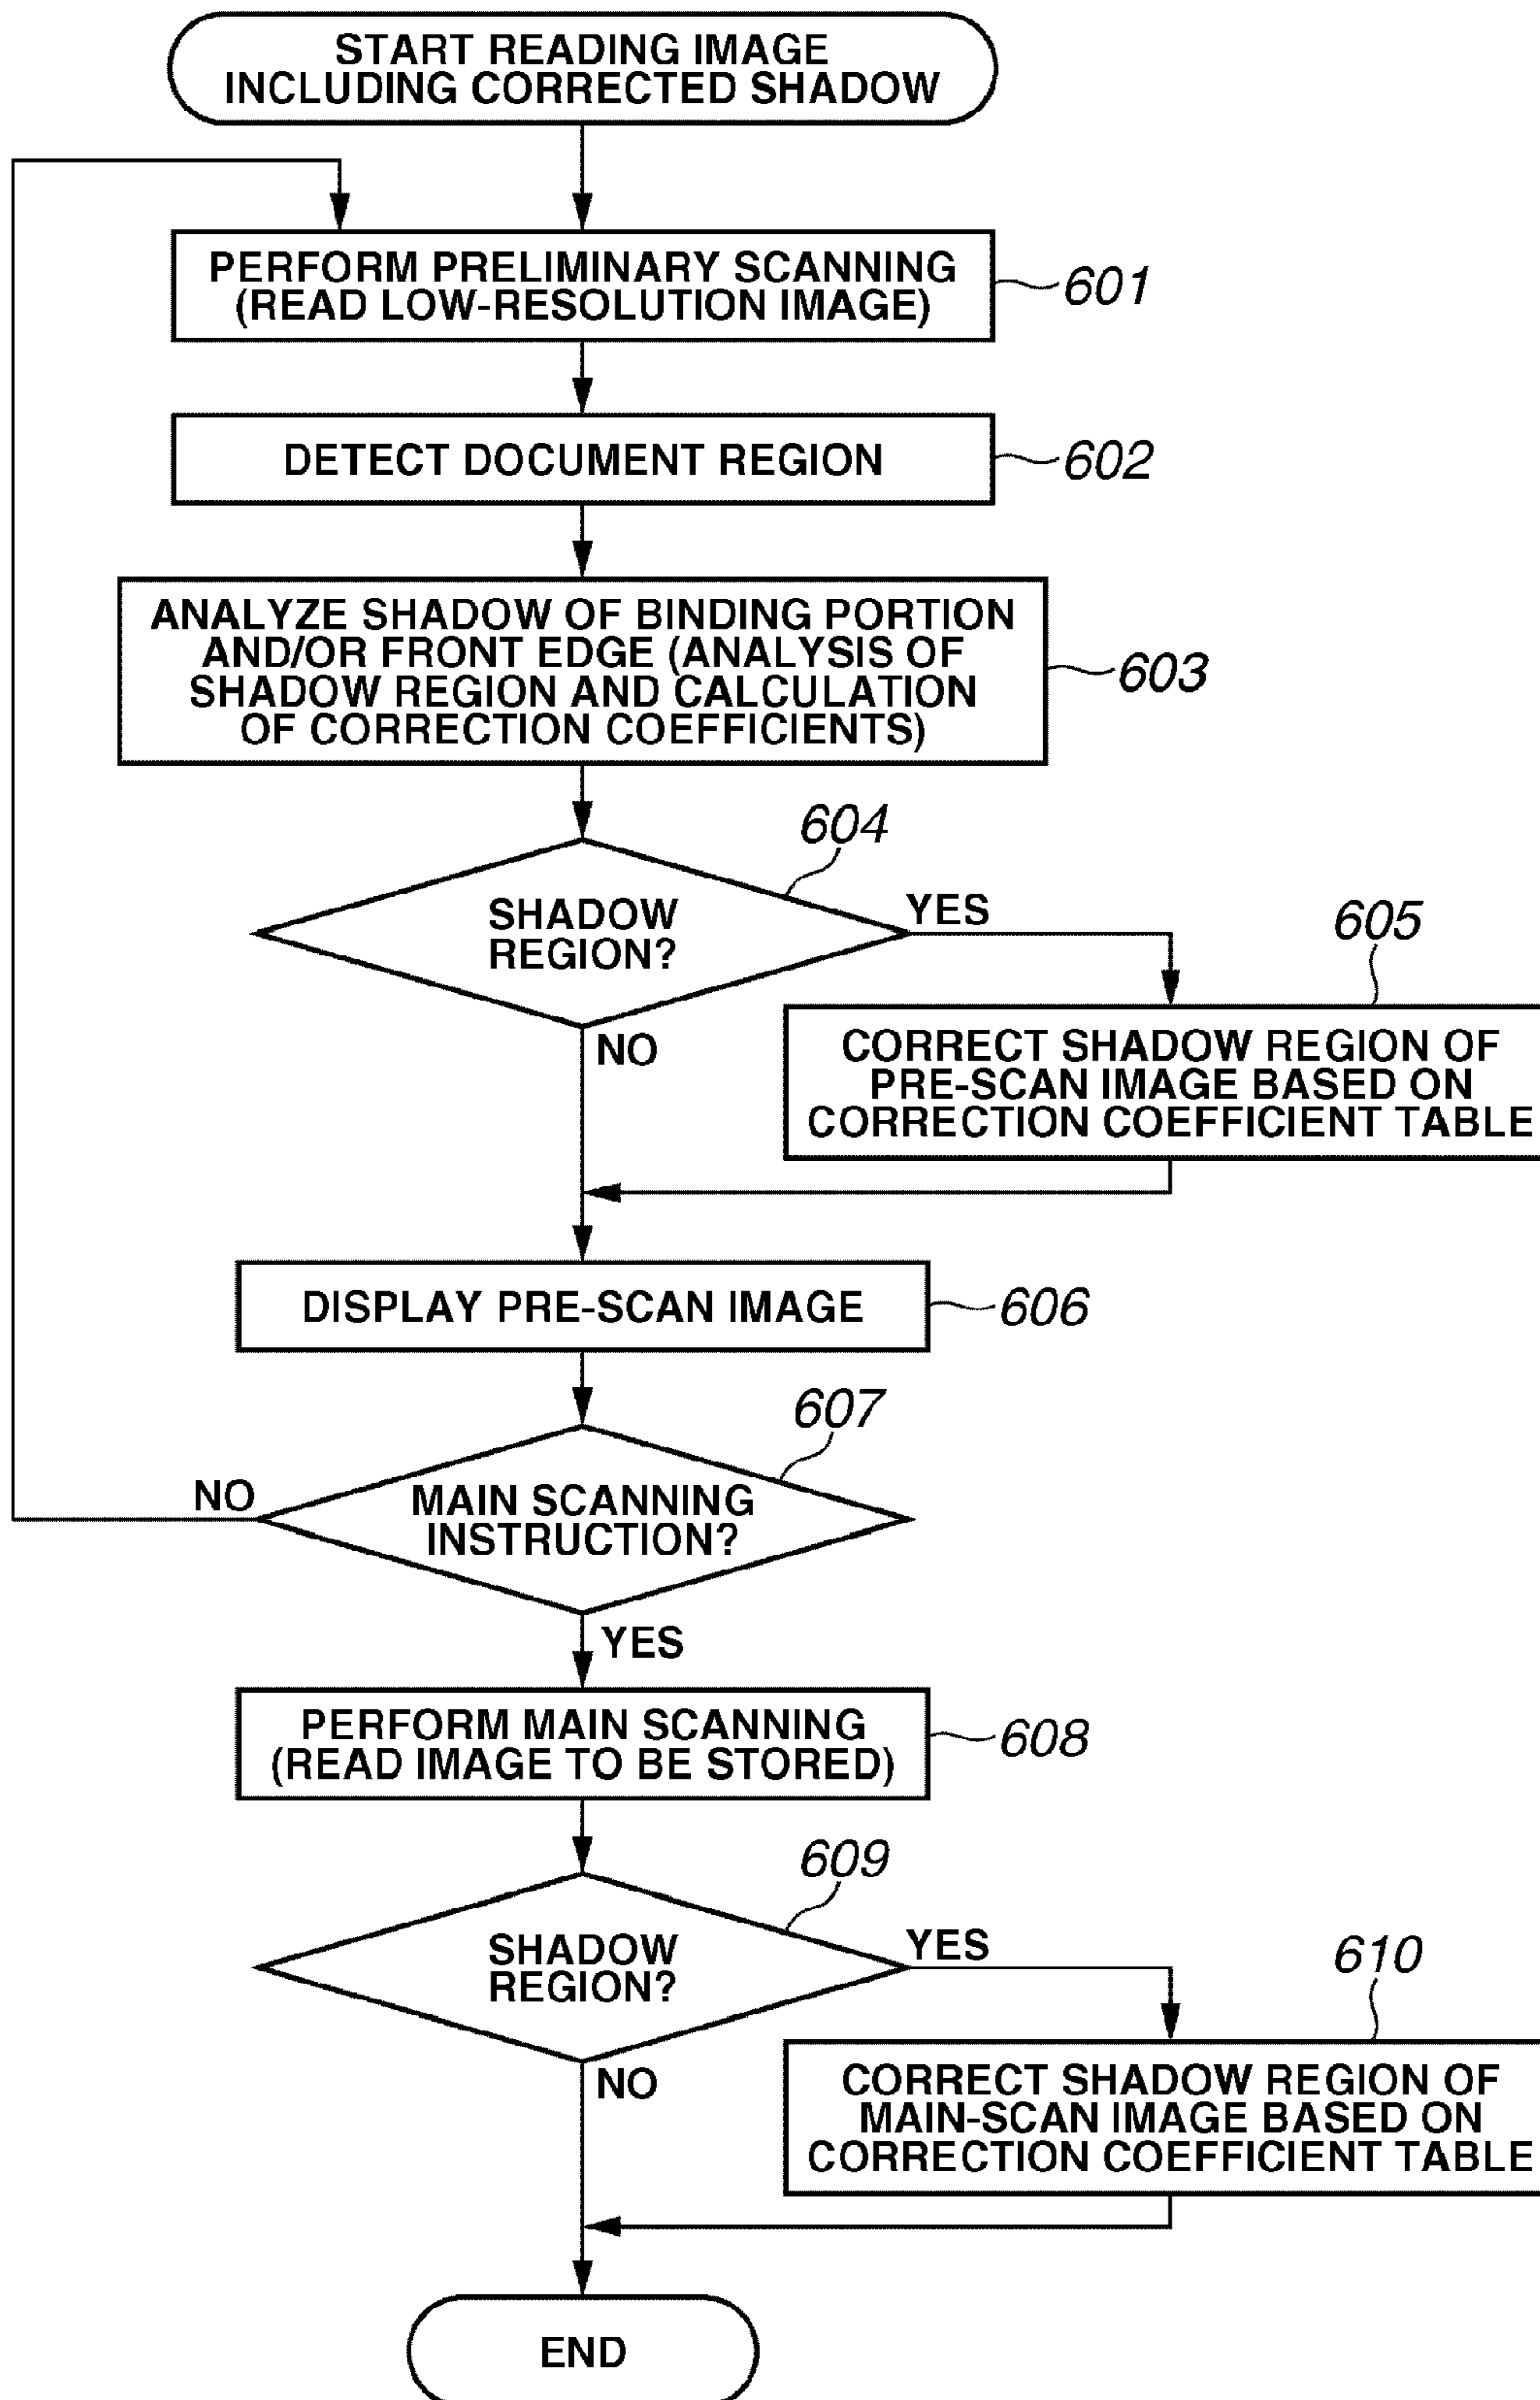 START READING IMAGE
INCLUDING CORRECTED SHADOW
PERFORM PRELIMINARY SCANNING
(READ LOW-RESOLUTION IMAGE)
601
DETECT DOCUMENT REGION
602
ANALYZE SHADOW OF BINDING PORTION
AND/OR FRONT EDGE (ANALYSIS OF
SHADOW REGION AND CALCULATION
OF CORRECTION COEFFICIENTS)
603
604
SHADOW
REGION?
YES
NO
605
CORRECT SHADOW REGION OF
PRE-SCAN IMAGE BASED ON
CORRECTION COEFFICIENT TABLE
DISPLAY PRE-SCAN IMAGE
606
607
MAIN SCANNING
INSTRUCTION?
NO
YES
PERFORM MAIN SCANNING
(READ IMAGE TO BE STORED)
608
609
SHADOW
REGION?
YES
NO
610
CORRECT SHADOW REGION OF
MAIN-SCAN IMAGE BASED ON
CORRECTION COEFFICIENT TABLE
END